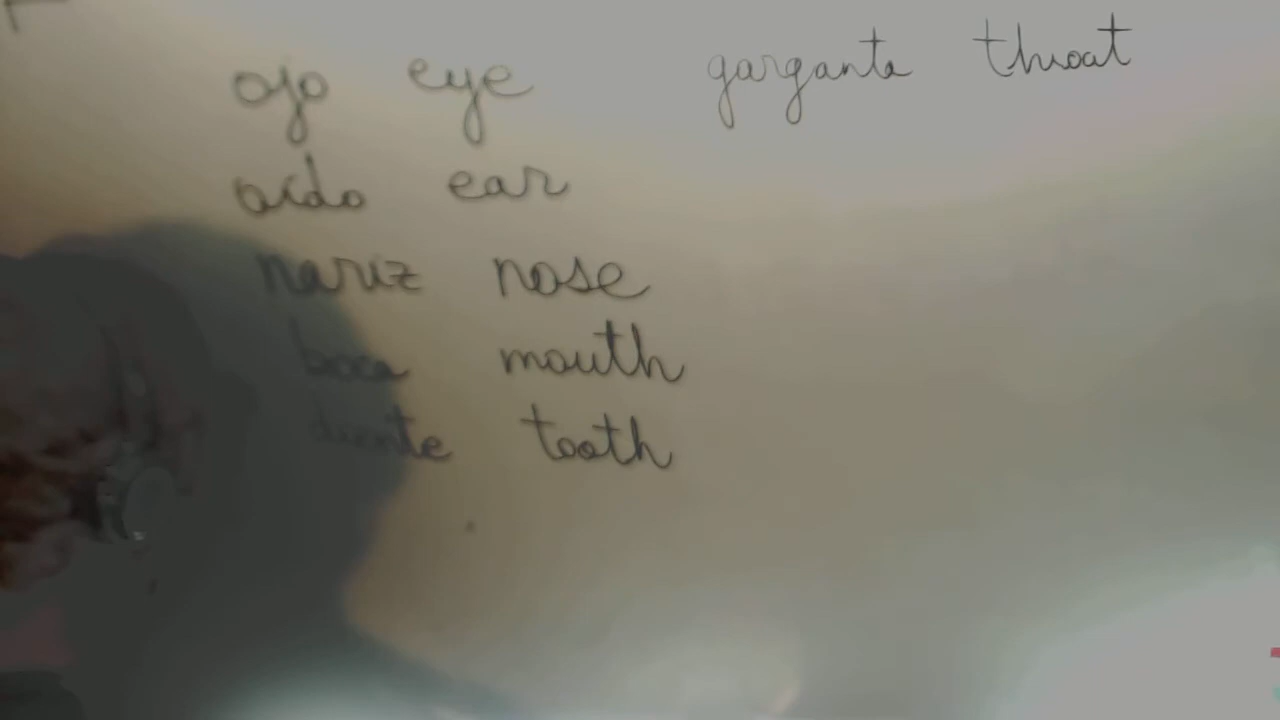 ojo eye garganta throat
oído ear
nariz nose
boca mouth
diente tooth